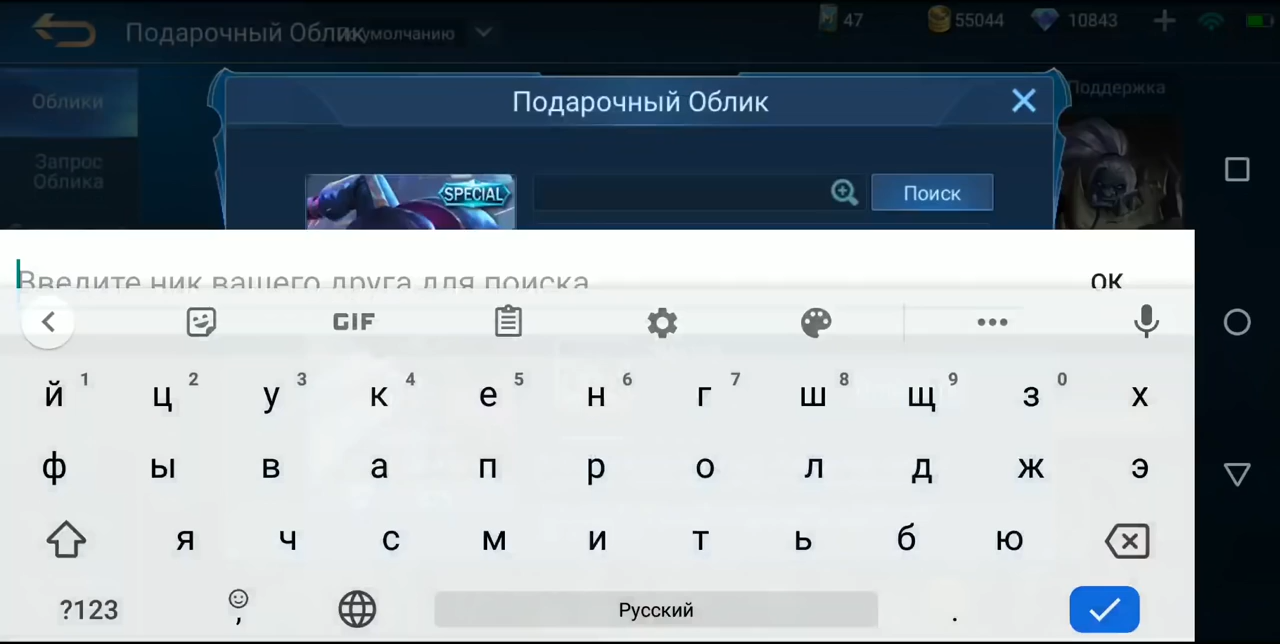 Подарочный Облик
По умолчанию
47
55044
10843
Облики
Запрос
Облика
Подарочный Облик
Поддержка
SPECIAL
Поиск
Введите ник вашего друга для поиска
ОК
GIF
й 1 ц 2 у 3 к 4 е 5 н 6 г 7 ш 8 щ 9 з 0 х
ф ы в а п р о л д ж э
я ч с м и т ь б ю
?123 , Русский .